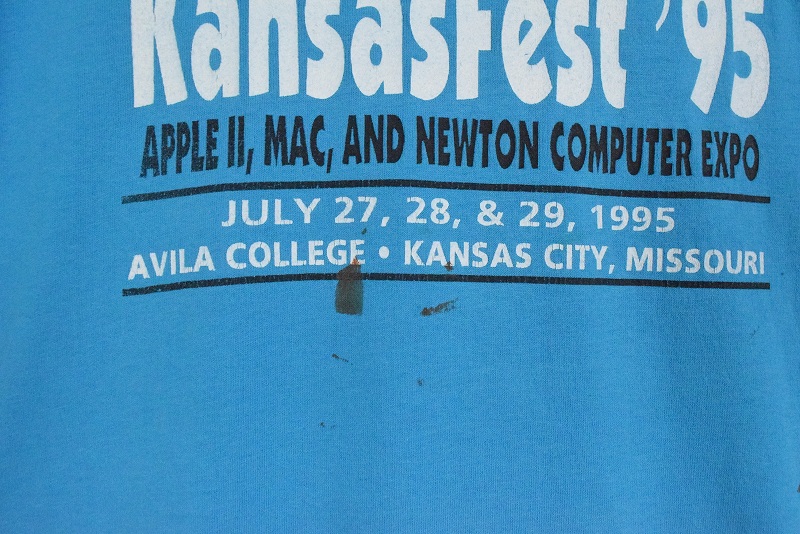 KansasFest '95
APPLE II, MAC, AND NEWTON COMPUTER EXPO
JULY 27, 28, & 29, 1995
AVILA COLLEGE • KANSAS CITY, MISSOURI